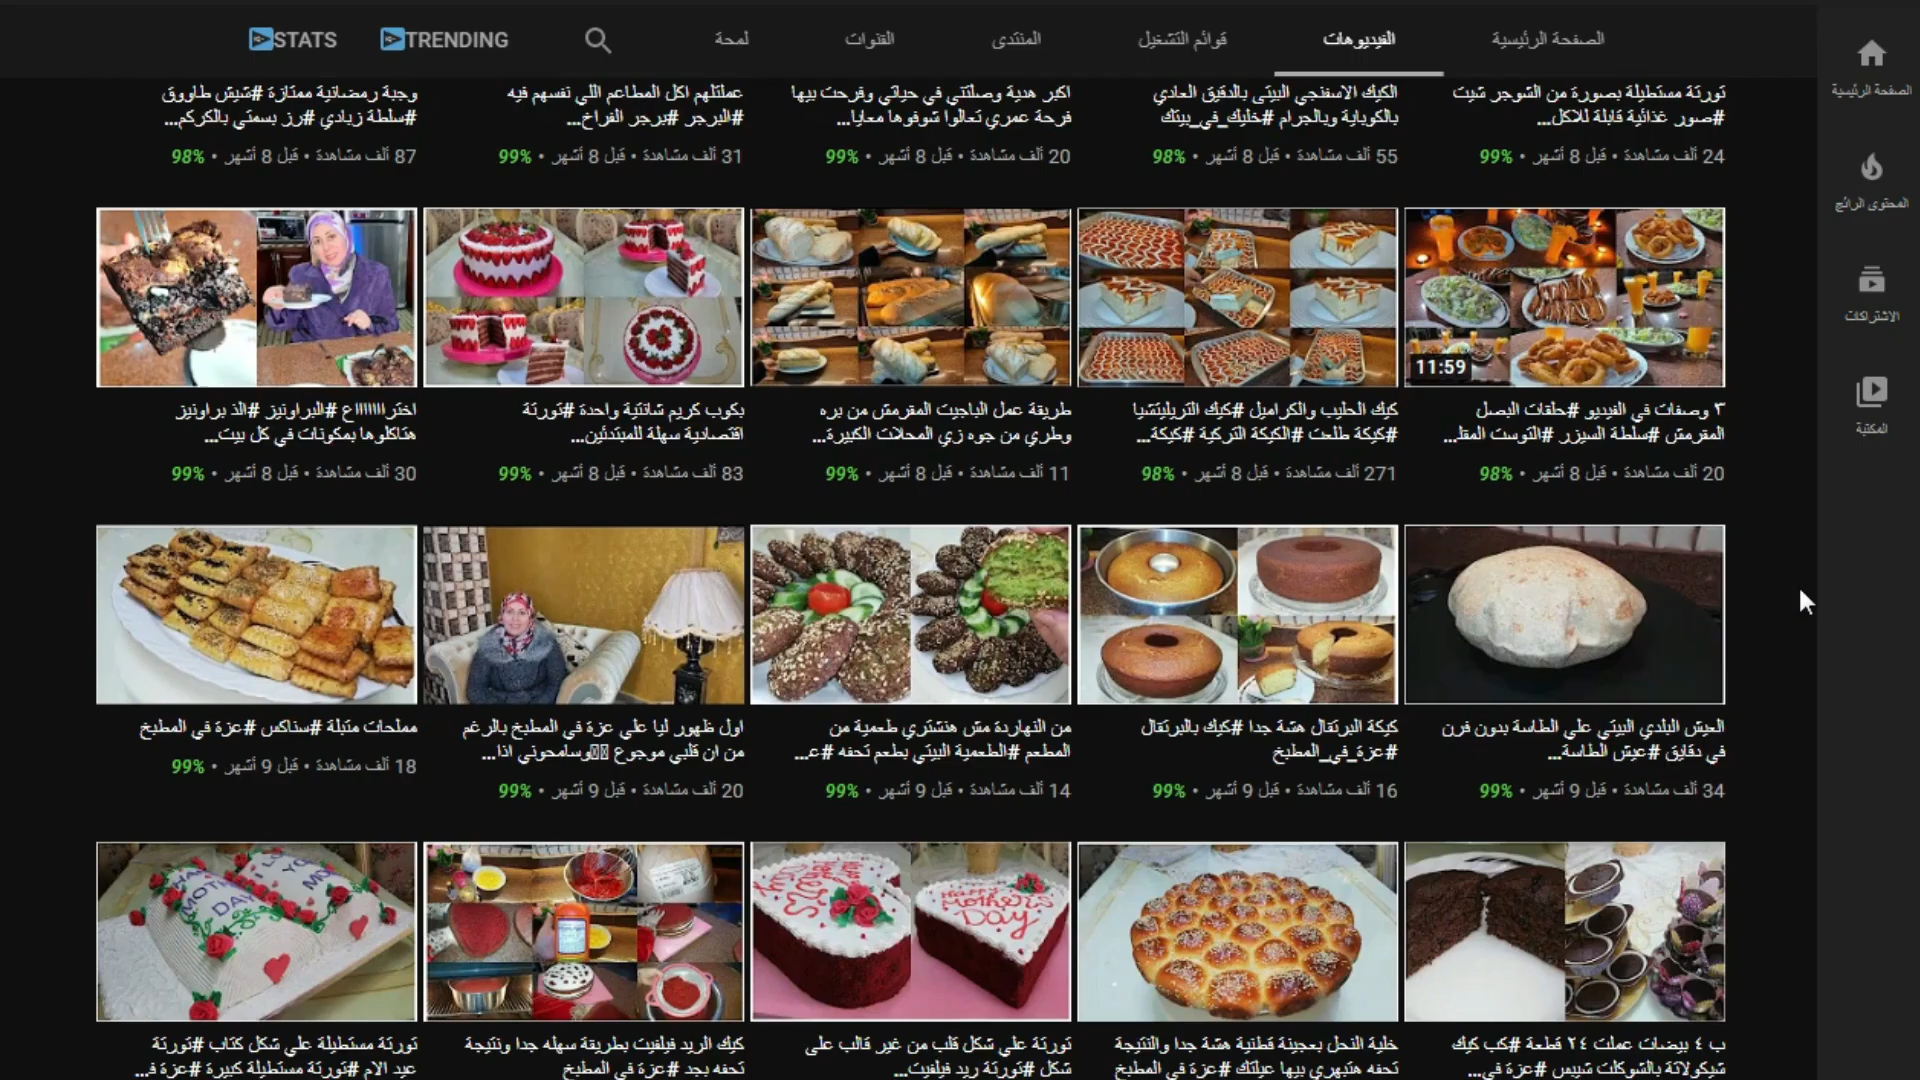 الصفحة الرئيسية
الفيديوهات
قوائم التشغيل
المنتدى
القنوات
لمحة
TRENDING
STATS
الصفحة الرئيسية
المحتوى الرائج
الاشتراكات
المكتبة
تورتة مستطيلة بصورة من الشوجر شيت
#صور غذائية قابلة للاكل...
24 ألف مشاهدة • قبل 8 أشهر • 99%
الكيك الاسفنجي البيتي بالدقيق العادي
بالكوباية وبالجرام #خليك_في_بيتك
55 ألف مشاهدة • قبل 8 أشهر • 98%
اكبر هدية وصلتني في حياتي وفرحت بيها
فرحة عمري تعالوا شوفوها معايا...
20 ألف مشاهدة • قبل 8 أشهر • 99%
عملتلهم اكل المطاعم اللي نفسهم فيه
#البرجر #برجر الفراخ...
31 ألف مشاهدة • قبل 8 أشهر • 99%
وجبة رمضانية ممتازة #شيش طاووق
#سلطة زبادي #رز بسمتي بالكركم...
87 ألف مشاهدة • قبل 8 أشهر • 98%
11:59
٣ وصفات في الفيديو #حلقات البصل
المقرمش #سلطة السيزر #التوست المقلـ...
20 ألف مشاهدة • قبل 8 أشهر • 98%
كيك الحليب والكراميل #كيك التريليتشيا
#كيكة طلعت #الكيكة التركية #كيكة...
271 ألف مشاهدة • قبل 8 أشهر • 98%
طريقة عمل الباجيت المقرمش من بره
وطري من جوه زي المحلات الكبيرة...
11 ألف مشاهدة • قبل 8 أشهر • 99%
بكوب كريم شانتية واحدة #تورتة
اقتصادية سهلة للمبتدئين...
83 ألف مشاهدة • قبل 8 أشهر • 99%
اختراااااااع #البراونيز #الذ براونيز
هتاكلوها بمكونات في كل بيت...
30 ألف مشاهدة • قبل 8 أشهر • 99%
العيش البلدي البيتي على الطاسة بدون فرن
في دقايق #عيش الطاسة...
34 ألف مشاهدة • قبل 9 أشهر • 99%
كيكة البرتقال هشة جدا #كيك بالبرتقال
#عزة_في_المطبخ
16 ألف مشاهدة • قبل 9 أشهر • 99%
من النهاردة مش هنشتري طعمية من
المطعم #الطعمية البيتي بطعم تحفه #عـ...
14 ألف مشاهدة • قبل 9 أشهر • 99%
اول ظهور ليا علي عزة في المطبخ بالرغم
من ان قلبي موجوع وسامحوني اذا...
20 ألف مشاهدة • قبل 9 أشهر • 99%
مملحات متبلة #سناكس #عزة في المطبخ
18 ألف مشاهدة • قبل 9 أشهر • 99%
Happy
Mother's
Day
ب ٤ بيضات عملت ٢٤ قطعة #كب كيك
شيكولاتة بالشوكلت شيبس #عزة في...
خلية النحل بعجينة قطنية هشة جدا والنتيجة
تحفه هتبهري بيها عيلتك #عزة في المطبخ
تورتة على شكل قلب من غير قالب على
شكل #تورتة ريد فيلفيت...
كيك الريد فيلفيت بطريقة سهله جدا ونتيجة
تحفه بجد #عزة في المطبخ
تورتة مستطيلة علي شكل كتاب #تورتة
عيد الام #تورتة مستطيلة كبيرة #عزة فـ...